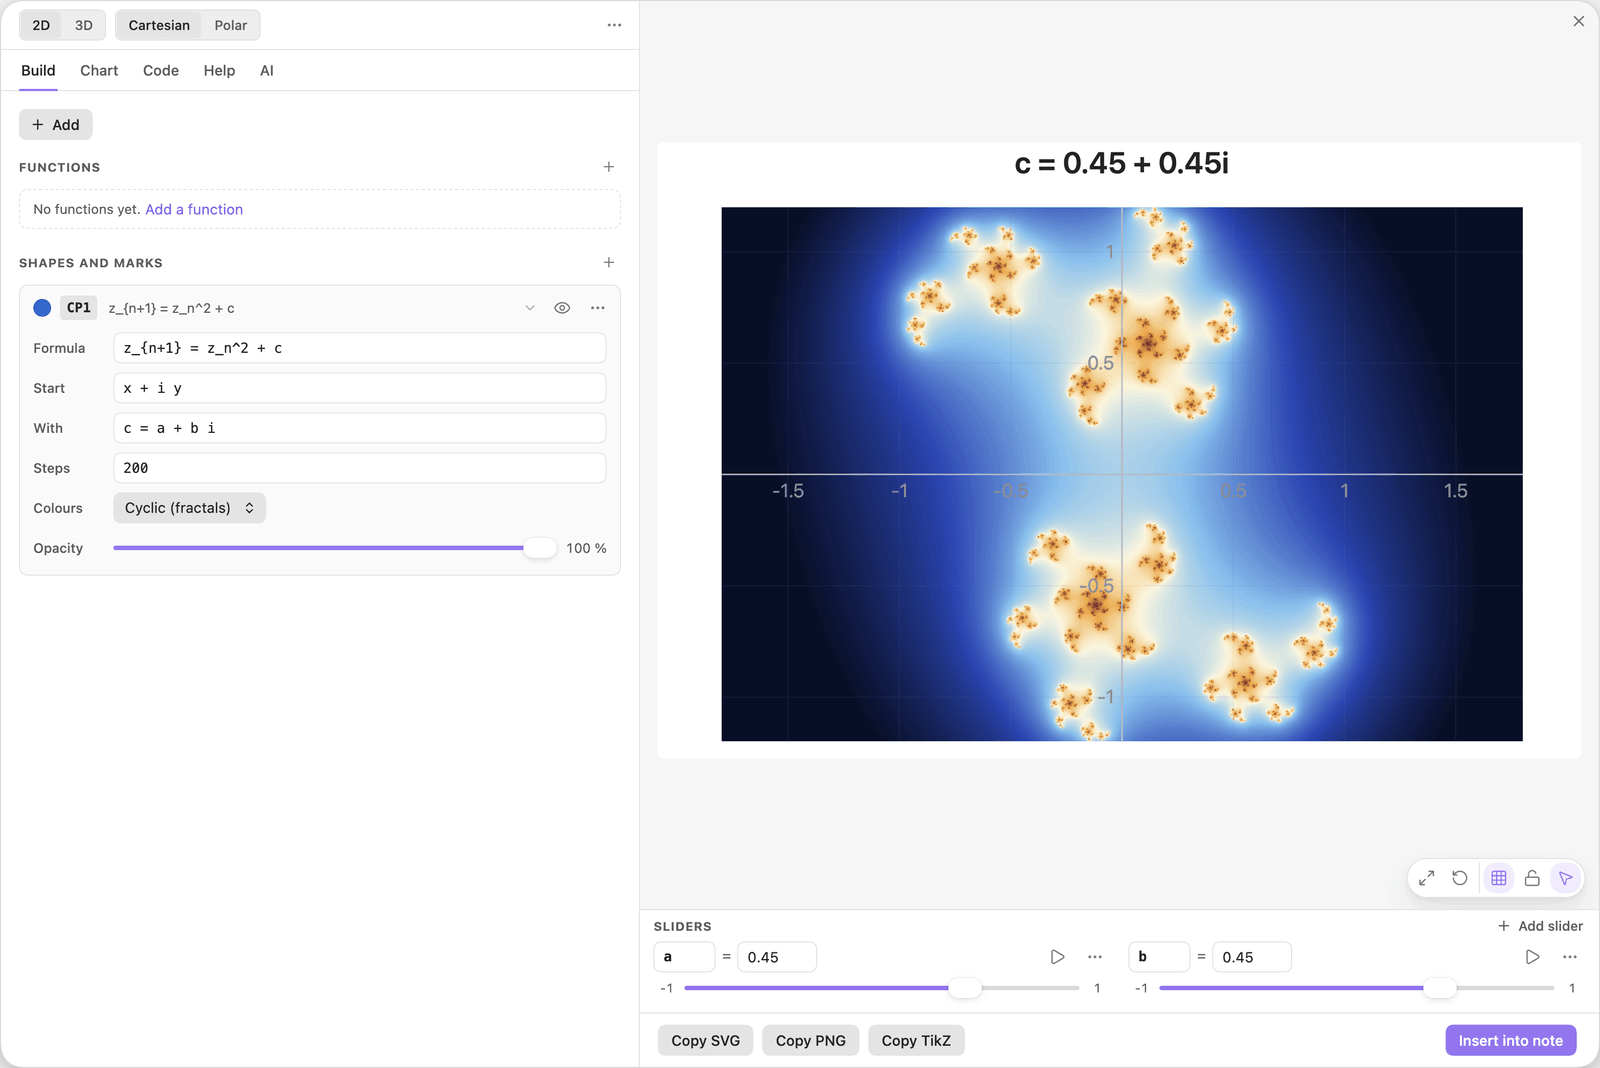 2D 3D Cartesian Polar
Build Chart Code Help AI
+ Add
FUNCTIONS
No functions yet. Add a function
SHAPES AND MARKS
CP1 z_{n+1} = z_n^2 + c
Formula z_{n+1} = z_n^2 + c
Start x + i y
With c = a + b i
Steps 200
Colours Cyclic (fractals)
Opacity 100 %
c = 0.45 + 0.45i
1
0.5
-1.5 -1 -0.5 0.5 1 1.5
-0.5
-1
SLIDERS + Add slider
a = 0.45 b = 0.45
-1 1 -1 1
Copy SVG Copy PNG Copy TikZ Insert into note